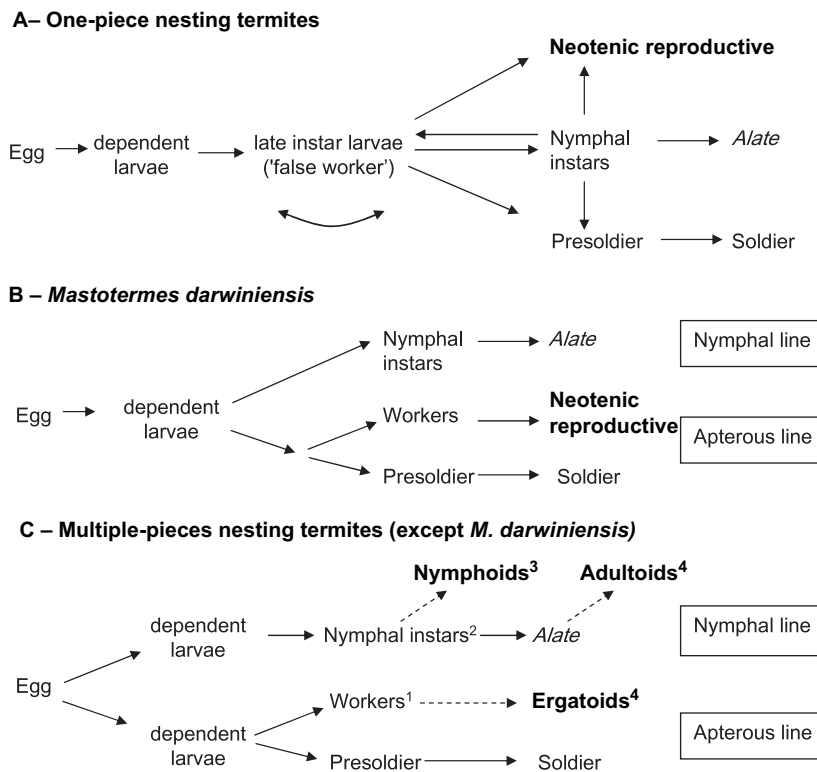 A– One-piece nesting termites
Neotenic reproductive
Egg
dependent
larvae
late instar larvae
('false worker')
Nymphal
instars
Alate
Presoldier
Soldier
B – Mastotermes darwiniensis
Nymphal
instars
Alate
Nymphal line
Egg
dependent
larvae
Workers
Neotenic
reproductive
Apterous line
Presoldier
Soldier
C – Multiple-pieces nesting termites (except M. darwiniensis)
Nymphoids³
Adultoids⁴
dependent
larvae
Nymphal instars²
Alate
Nymphal line
Egg
Workers¹
Ergatoids⁴
dependent
larvae
Apterous line
Presoldier
Soldier